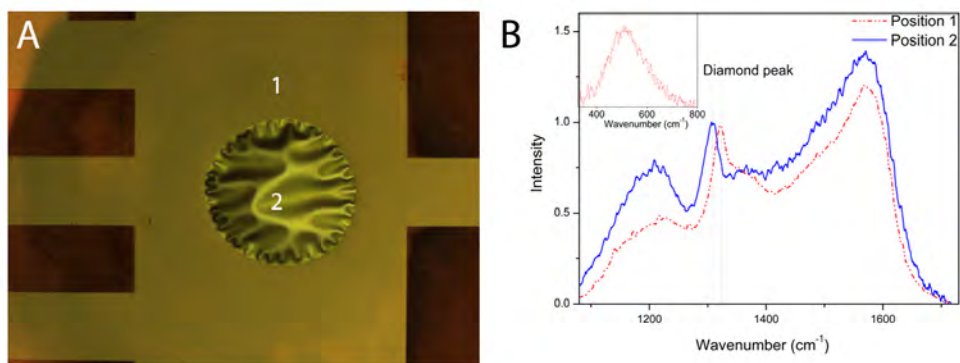 A
1
2
B
Position 1
Position 2
Diamond peak
400
600
800
Wavenumber (cm⁻¹)
1.5
1.0
0.5
0.0
Intensity
1200
1400
1600
Wavenumber (cm⁻¹)